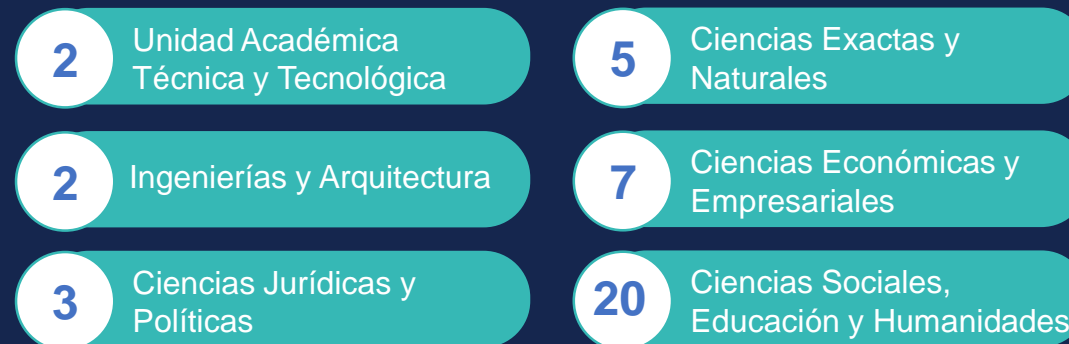 2
Unidad Académica
Técnica y Tecnológica
5
Ciencias Exactas y
Naturales
2
Ingenierías y Arquitectura
7
Ciencias Económicas y
Empresariales
3
Ciencias Jurídicas y
Políticas
20
Ciencias Sociales,
Educación y Humanidades